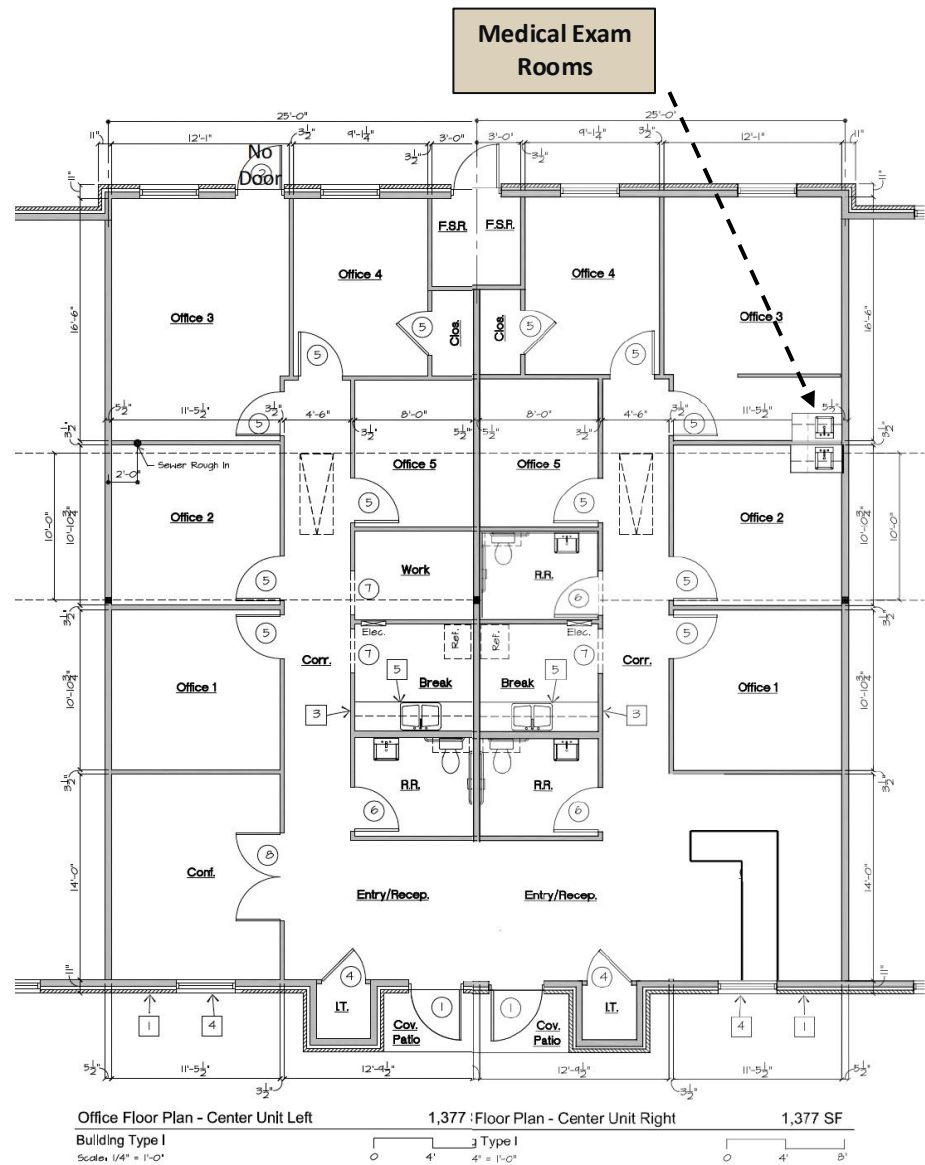 Medical Exam
Rooms
25'-0" 25'-0"
11" 12'-1" 3½" 9'-1¼" 3'-0" 3'-0" 9'-1¼" 12'-1" 11"
3½" 3½" 3½"
No
Door
2
11" 11"
F.S.R. F.S.R.
Office 4 Office 4
Office 3 Office 3
16'-6" 16'-6"
5 Clos. Clos. 5
5 5
5½" 11'-5½" 3½" 4'-6" 8'-0" 8'-0" 4'-6" 3½" 11'-5½" 5½"
3½" 5 3½" 5½" 5½" 3½" 5 3½"
Sewer Rough In
2'-0"
Office 5 Office 5
5 5
Office 2 Office 2
10'-0" 10'-10¾" 10'-10¾" 10'-0"
Work R.R.
5 7 6 5
3½" 3½"
5 Elec. Ref. Ref. Elec. 5
7 7
Corr. Corr.
Office 1 5 Break Break 5 Office 1
10'-10¾" 10'-10¾"
3 3
R.R. R.R.
3½" 3½"
6 6
8
Conf. Entry/Recep. Entry/Recep.
14'-0" 14'-0"
11" 11"
4 4
I.T. 1 1 I.T.
1 4 Cov.
Patio Cov.
Patio 4 1
5½" 11'-5½" 12'-9½" 12'-9½" 11'-5½" 5½"
3½" 3½"
Office Floor Plan - Center Unit Left 1,377 Floor Plan - Center Unit Right 1,377 SF
Building Type I Type I
Scale: 1/4" = 1'-0" 0 4' 4" = 1'-0" 0 4' 8'